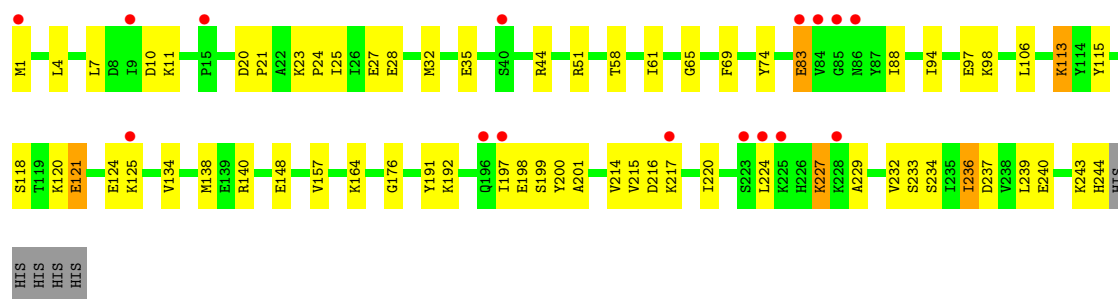 M1 L4 L7 D8 I9 D10 K11 P15 D20 P21 A22 K23 P24 I25 I26 E27 E28 M32 E35 S40 R44 R51 T58 I61 G65 F69 Y74 E83 V84 G85 N86 Y87 I88 I94 E97 K98 L106 K113 Y114 Y115
S118 T119 K120 E121 E124 K125 V134 M138 E139 R140 E148 V157 K164 G176 Y191 K192 Q196 I197 E198 S199 Y200 A201 V214 V215 D216 K217 I220 S223 L224 K225 H226 K227 K228 A229 V232 S233 S234 I235 I236 D237 V238 L239 E240 K243 H244 HIS
HIS HIS HIS HIS